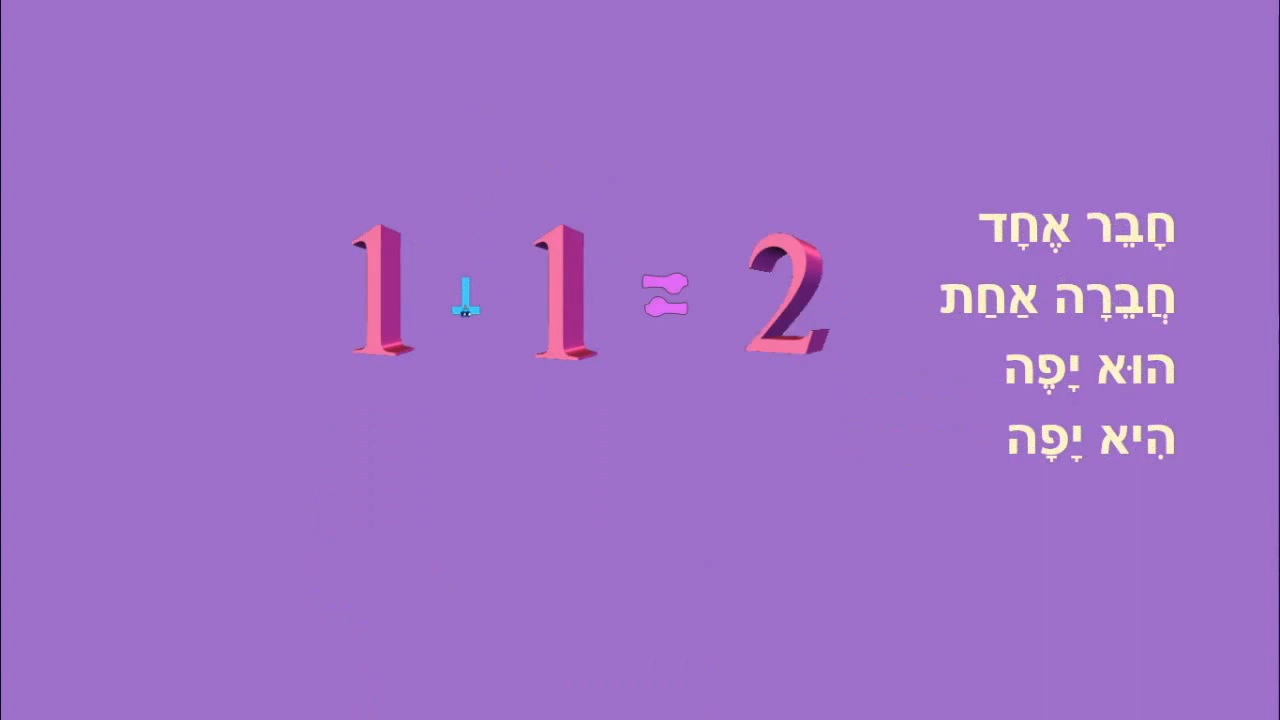 1 + 1 = 2
חָבֵר אֶחָד
חֲבֵרָה אַחַת
הוּא יָפֶה
הִיא יָפָה